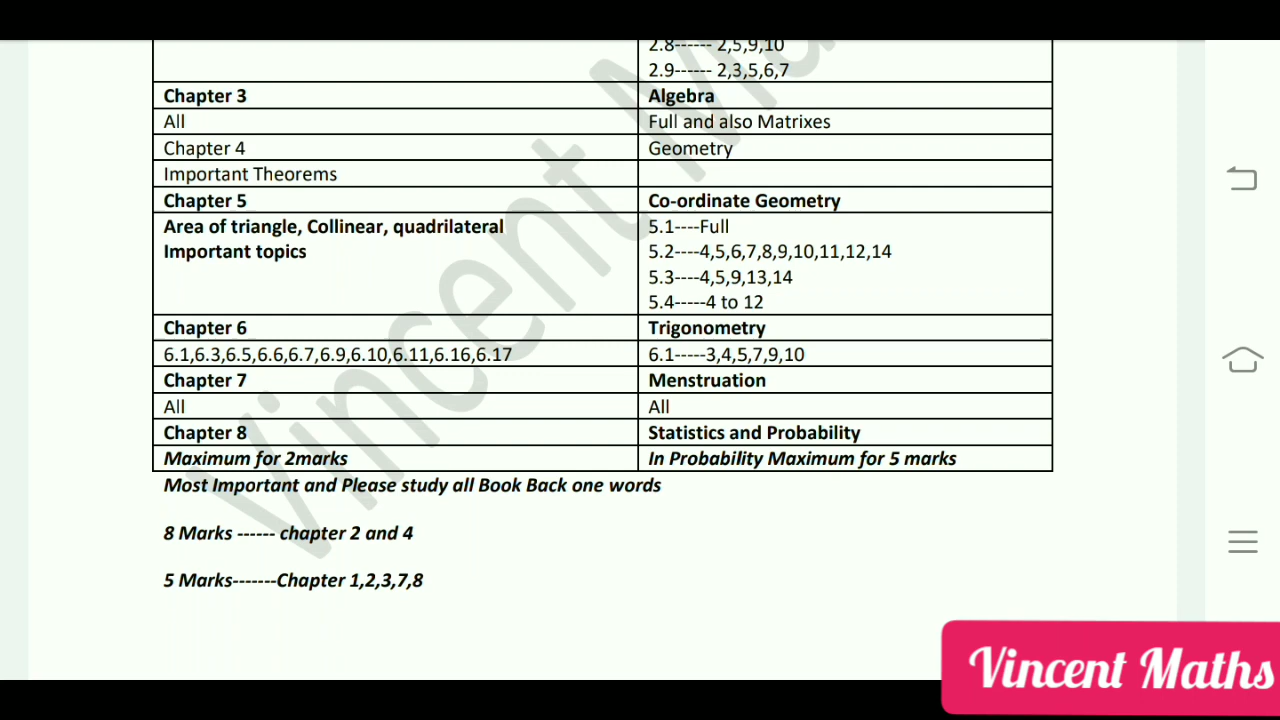 2.8------ 2,5,9,10
2.9------ 2,3,5,6,7
Chapter 3 Algebra
All Full and also Matrixes
Chapter 4 Geometry
Important Theorems
Chapter 5 Co-ordinate Geometry
Area of triangle, Collinear, quadrilateral 5.1----Full
Important topics 5.2----4,5,6,7,8,9,10,11,12,14
5.3----4,5,9,13,14
5.4-----4 to 12
Chapter 6 Trigonometry
6.1,6.3,6.5,6.6,6.7,6.9,6.10,6.11,6.16,6.17 6.1-----3,4,5,7,9,10
Chapter 7 Menstruation
All All
Chapter 8 Statistics and Probability
Maximum for 2marks In Probability Maximum for 5 marks
Most Important and Please study all Book Back one words
8 Marks ------ chapter 2 and 4
5 Marks-------Chapter 1,2,3,7,8
Vincent Ma
Vincent Maths